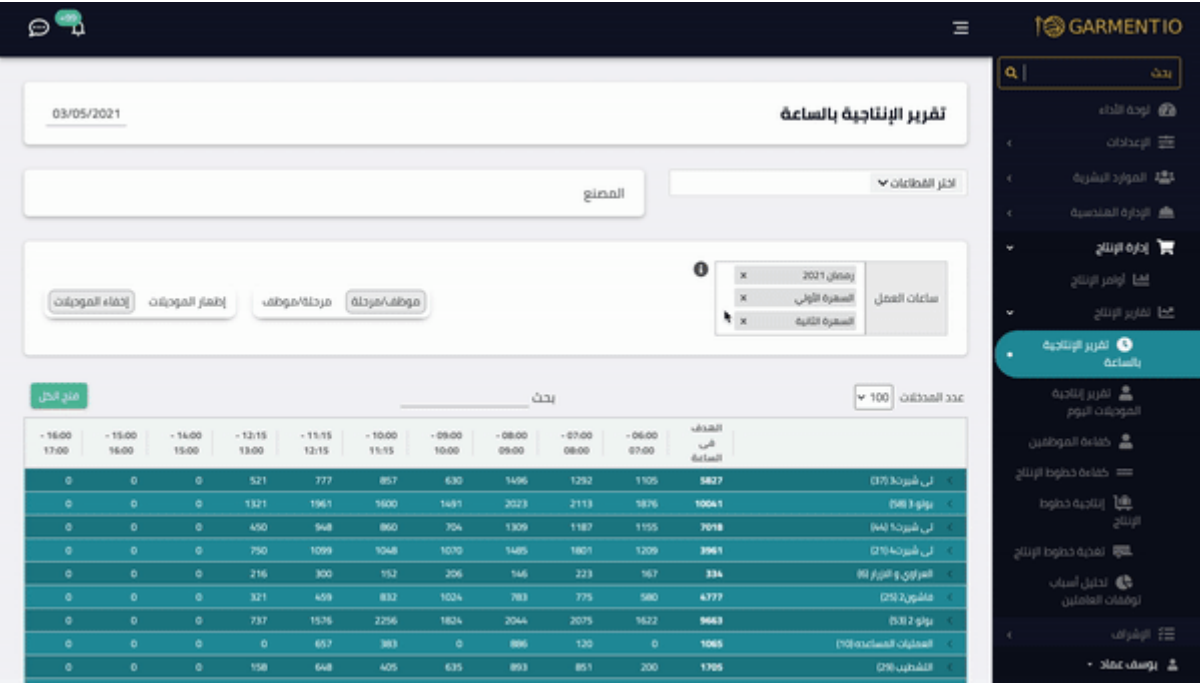 GARMENTIO
+99
بحث
لوحة الأداء
الإعدادات
الموارد البشرية
الإدارة الهندسية
إدارة الإنتاج
أوامر الإنتاج
تقارير الإنتاج
تقرير الإنتاجية
بالساعة
تقرير إنتاجية
الموديلات اليوم
كفاءة الموظفين
كفاءة خطوط الإنتاج
إنتاجية خطوط
الإنتاج
تغذية خطوط الإنتاج
تحليل أسباب
توقفات العاملين
الإشراف
يوسف عماد
تقرير الإنتاجية بالساعة
03/05/2021
اختر القطاعات
المصنع
ساعات العمل
رمضان 2021 ×
السهرة الأولي ×
السهرة الثانية ×
موظف/مرحلة مرحلة/موظف
إظهار الموديلات إخفاء الموديلات
عدد المدخلات 100
بحث
فتح الكل
الهدف في الساعة 06:00 - 07:00 07:00 - 08:00 08:00 - 09:00 09:00 - 10:00 10:00 - 11:15 11:15 - 12:15 12:15 - 13:00 14:00 - 15:00 15:00 - 16:00 16:00 - 17:00
تى شيرت3 (37) 5827 1105 1292 1496 630 857 777 521 0 0 0
بولو 3 (58) 10041 1876 2113 2023 1491 1600 1961 1321 0 0 0
تى شيرت1 (44) 7018 1155 1187 1309 704 860 948 450 0 0 0
تى شيرت4 (21) 3961 1209 1801 1485 1070 1048 1099 750 0 0 0
العراوي و الزرار (6) 334 167 223 146 206 152 300 216 0 0 0
فاشون2 (25) 4777 580 775 783 1024 832 459 321 0 0 0
بولو 2 (53) 9663 1622 2075 2044 1824 2256 1576 737 0 0 0
العمليات المساعده (10) 1065 0 120 886 0 383 657 0 0 0 0
التشطيب (29) 1705 200 851 893 635 405 648 158 0 0 0